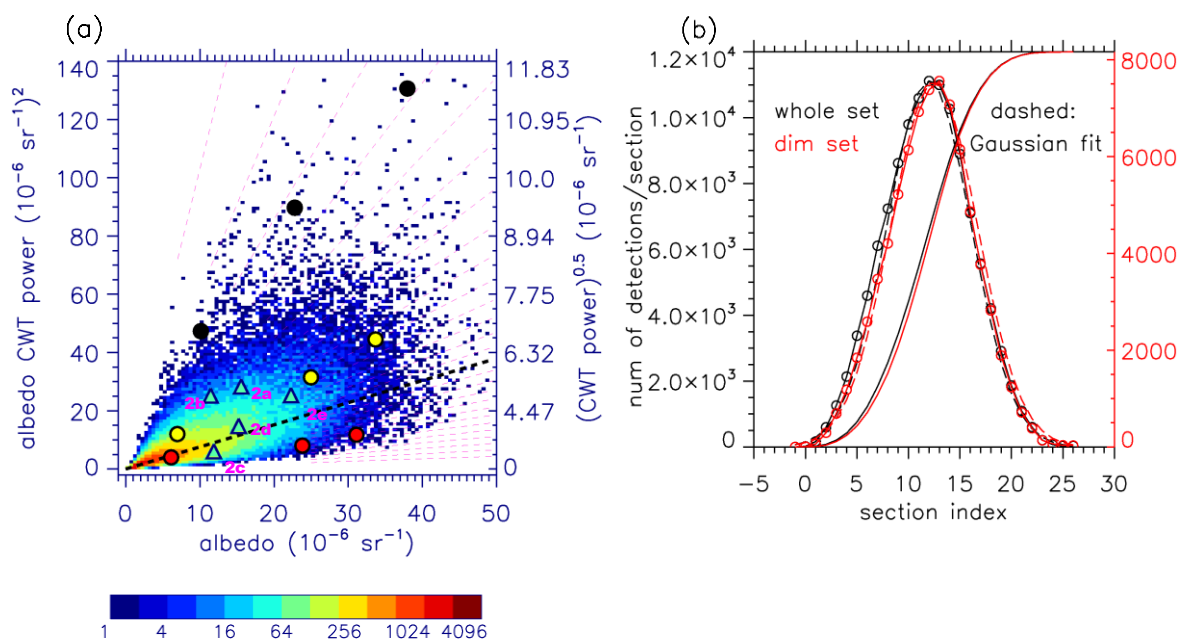 (a)
albedo CWT power (10⁻⁶ sr⁻¹)²
140
120
100
80
60
40
20
0
11.83
10.95
10.0
8.94
7.75
6.32
4.47
0
(CWT power)⁰·⁵ (10⁻⁶ sr⁻¹)
2a
2b
2e
2d
2c
0 10 20 30 40 50
albedo (10⁻⁶ sr⁻¹)
1 4 16 64 256 1024 4096
(b)
num of detections/section
1.2×10⁴
1.0×10⁴
8.0×10³
6.0×10³
4.0×10³
2.0×10³
0
whole set
dim set
dashed:
Gaussian fit
8000
6000
4000
2000
0
−5 0 5 10 15 20 25 30
section index